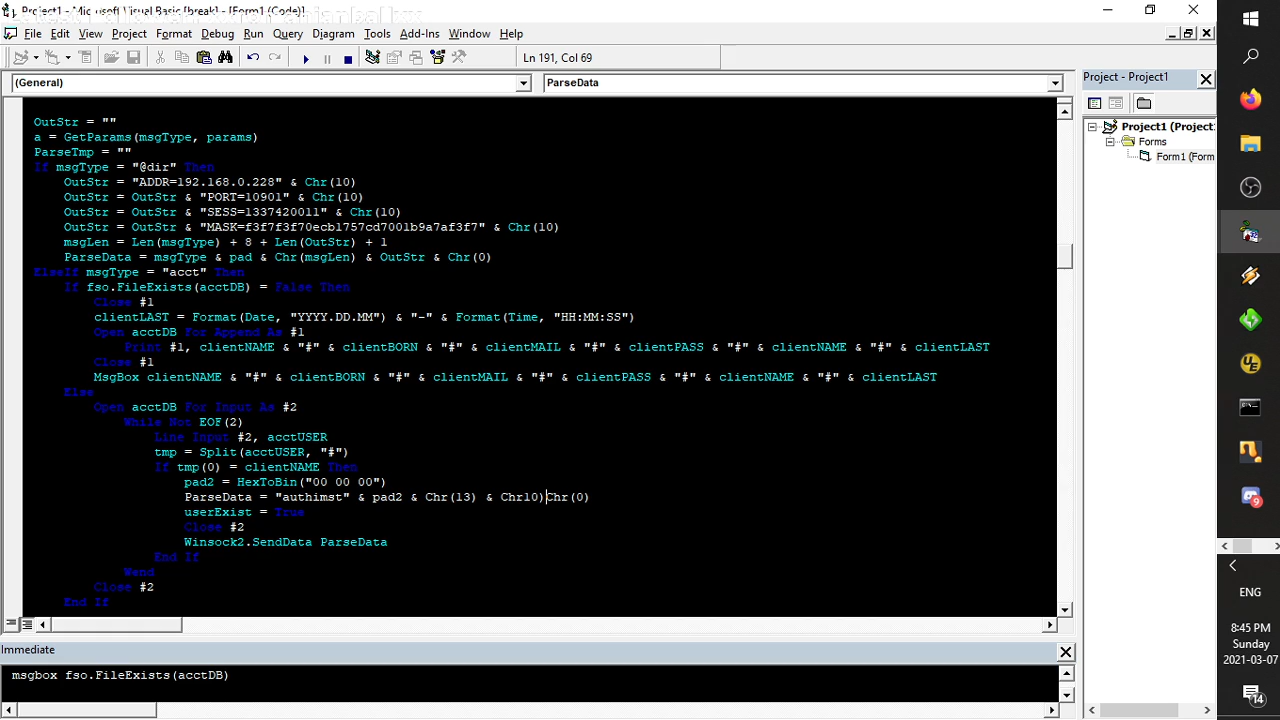 Project1 - Microsoft Visual Basic [break] - [Form1 (Code)]
File Edit View Project Format Debug Run Query Diagram Tools Add-Ins Window Help
Ln 191, Col 69
(General) ParseData
Project - Project1
OutStr = ""
a = GetParams(msgType, params)
ParseTmp = ""
If msgType = "@dir" Then
OutStr = "ADDR=192.168.0.228" & Chr(10)
OutStr = OutStr & "PORT=10901" & Chr(10)
OutStr = OutStr & "SESS=1337420011" & Chr(10)
OutStr = OutStr & "MASK=f3f7f3f70ecb1757cd7001b9a7af3f7" & Chr(10)
msgLen = Len(msgType) + 8 + Len(OutStr) + 1
ParseData = msgType & pad & Chr(msgLen) & OutStr & Chr(0)
ElseIf msgType = "acct" Then
If fso.FileExists(acctDB) = False Then
Close #1
clientLAST = Format(Date, "YYYY.DD.MM") & "-" & Format(Time, "HH:MM:SS")
Open acctDB For Append As #1
Print #1, clientNAME & "#" & clientBORN & "#" & clientMAIL & "#" & clientPASS & "#" & clientNAME & "#" & clientLAST
Close #1
MsgBox clientNAME & "#" & clientBORN & "#" & clientMAIL & "#" & clientPASS & "#" & clientNAME & "#" & clientLAST
Else
Open acctDB For Input As #2
While Not EOF(2)
Line Input #2, acctUSER
tmp = Split(acctUSER, "#")
If tmp(0) = clientNAME Then
pad2 = HexToBin("00 00 00")
ParseData = "authimst" & pad2 & Chr(13) & Chr10)Chr(0)
userExist = True
Close #2
Winsock2.SendData ParseData
End If
Wend
Close #2
End If
Immediate
msgbox fso.FileExists(acctDB)
Project1 (Project
Forms
Form1 (Form
ENG
8:45 PM
Sunday
2021-03-07
14